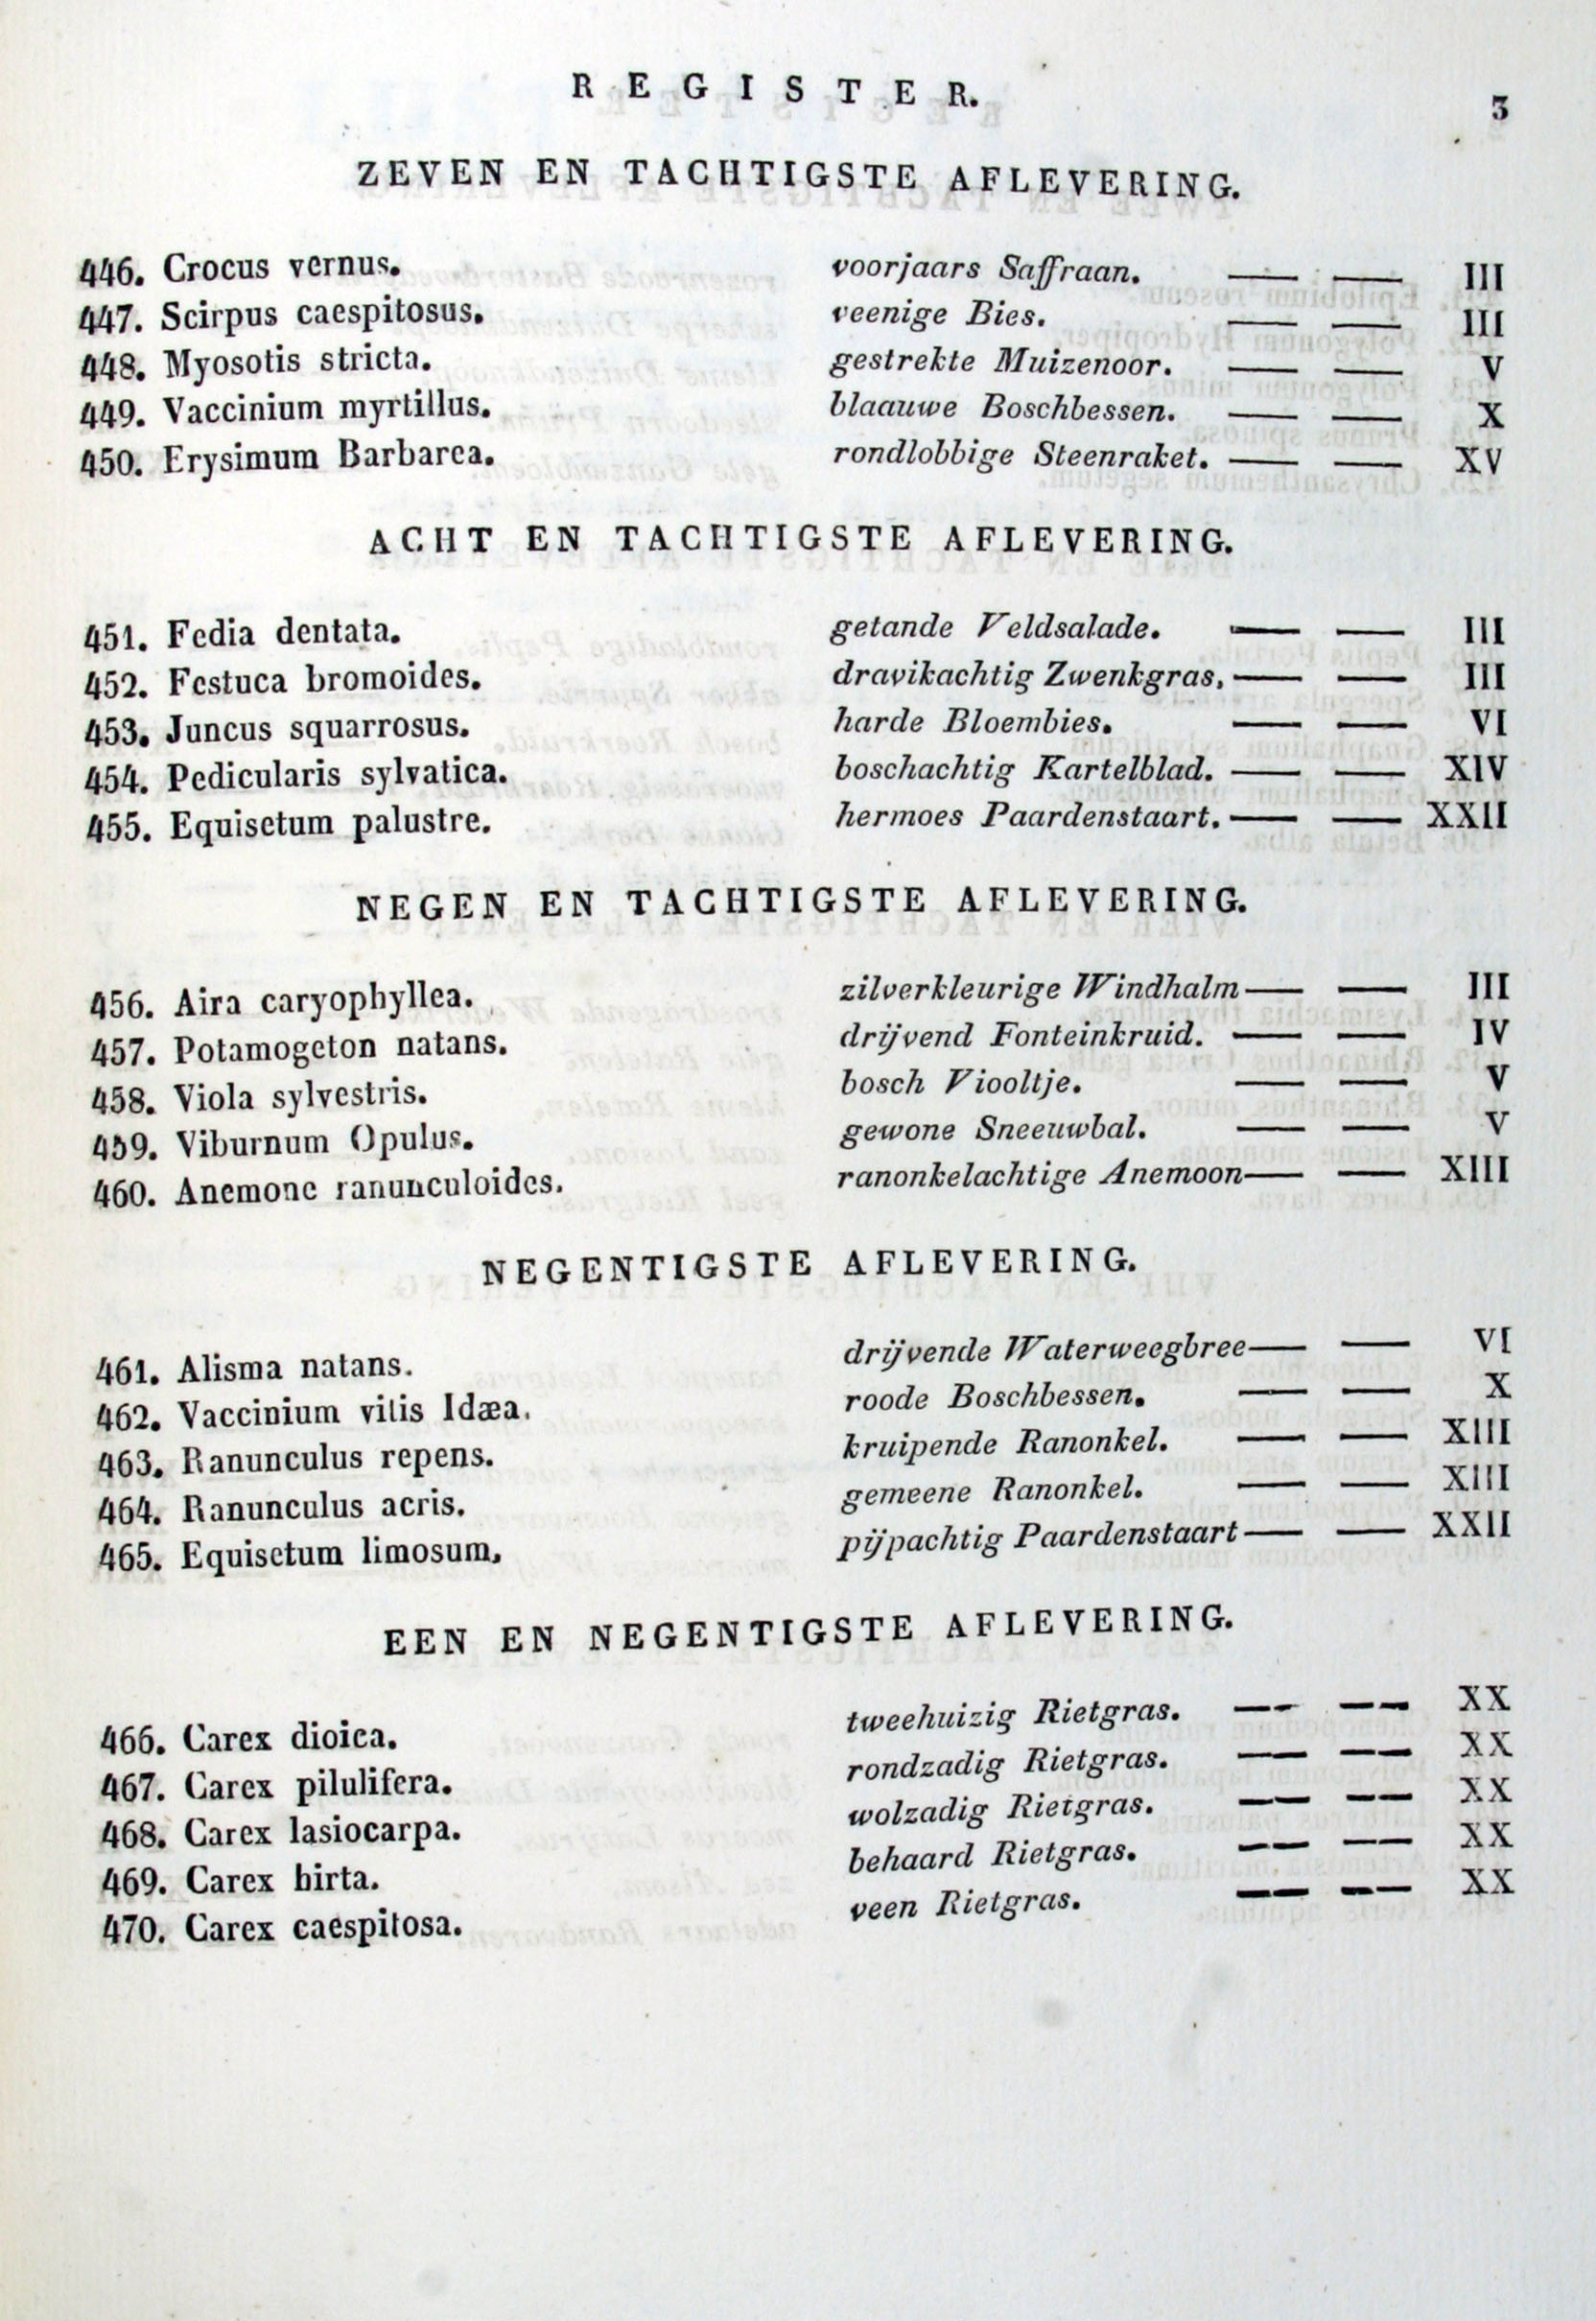 REGISTER. 3
ZEVEN EN TACHTIGSTE AFLEVERING.
446. Crocus vernus. voorjaars Saffraan. — — III
447. Scirpus caespitosus. veenige Bies. — — III
448. Myosotis stricta. gestrekte Muizenoor. — — V
449. Vaccinium myrtillus. blaauwe Boschbessen. — — X
450. Erysimum Barbarea. rondlobbige Steenraket. — — XV
ACHT EN TACHTIGSTE AFLEVERING.
451. Fedia dentata. getande Veldsalade. — — III
452. Festuca bromoides. dravikachtig Zwenkgras. — — III
453. Juncus squarrosus. harde Bloembies. — — VI
454. Pedicularis sylvatica. boschachtig Kartelblad. — — XIV
455. Equisetum palustre. hermoes Paardenstaart. — — XXII
NEGEN EN TACHTIGSTE AFLEVERING.
456. Aira caryophyllea. zilverkleurige Windhalm — — III
457. Potamogeton natans. drijvend Fonteinkruid. — — IV
458. Viola sylvestris. bosch Viooltje. — — V
459. Viburnum Opulus. gewone Sneeuwbal. — — V
460. Anemone ranunculoides. ranonkelachtige Anemoon — — XIII
NEGENTIGSTE AFLEVERING.
461. Alisma natans. drijvende Waterweegbree — — VI
462. Vaccinium vitis Idæa. roode Boschbessen. — — X
463. Ranunculus repens. kruipende Ranonkel. — — XIII
464. Ranunculus acris. gemeene Ranonkel. — — XIII
465. Equisetum limosum. pijpachtig Paardenstaart — — XXII
EEN EN NEGENTIGSTE AFLEVERING.
466. Carex dioica. tweehuizig Rietgras. — — XX
467. Carex pilulifera. rondzadig Rietgras. — — XX
468. Carex lasiocarpa. wolzadig Rietgras. — — XX
469. Carex hirta. behaard Rietgras. — — XX
470. Carex caespitosa. veen Rietgras. — — XX